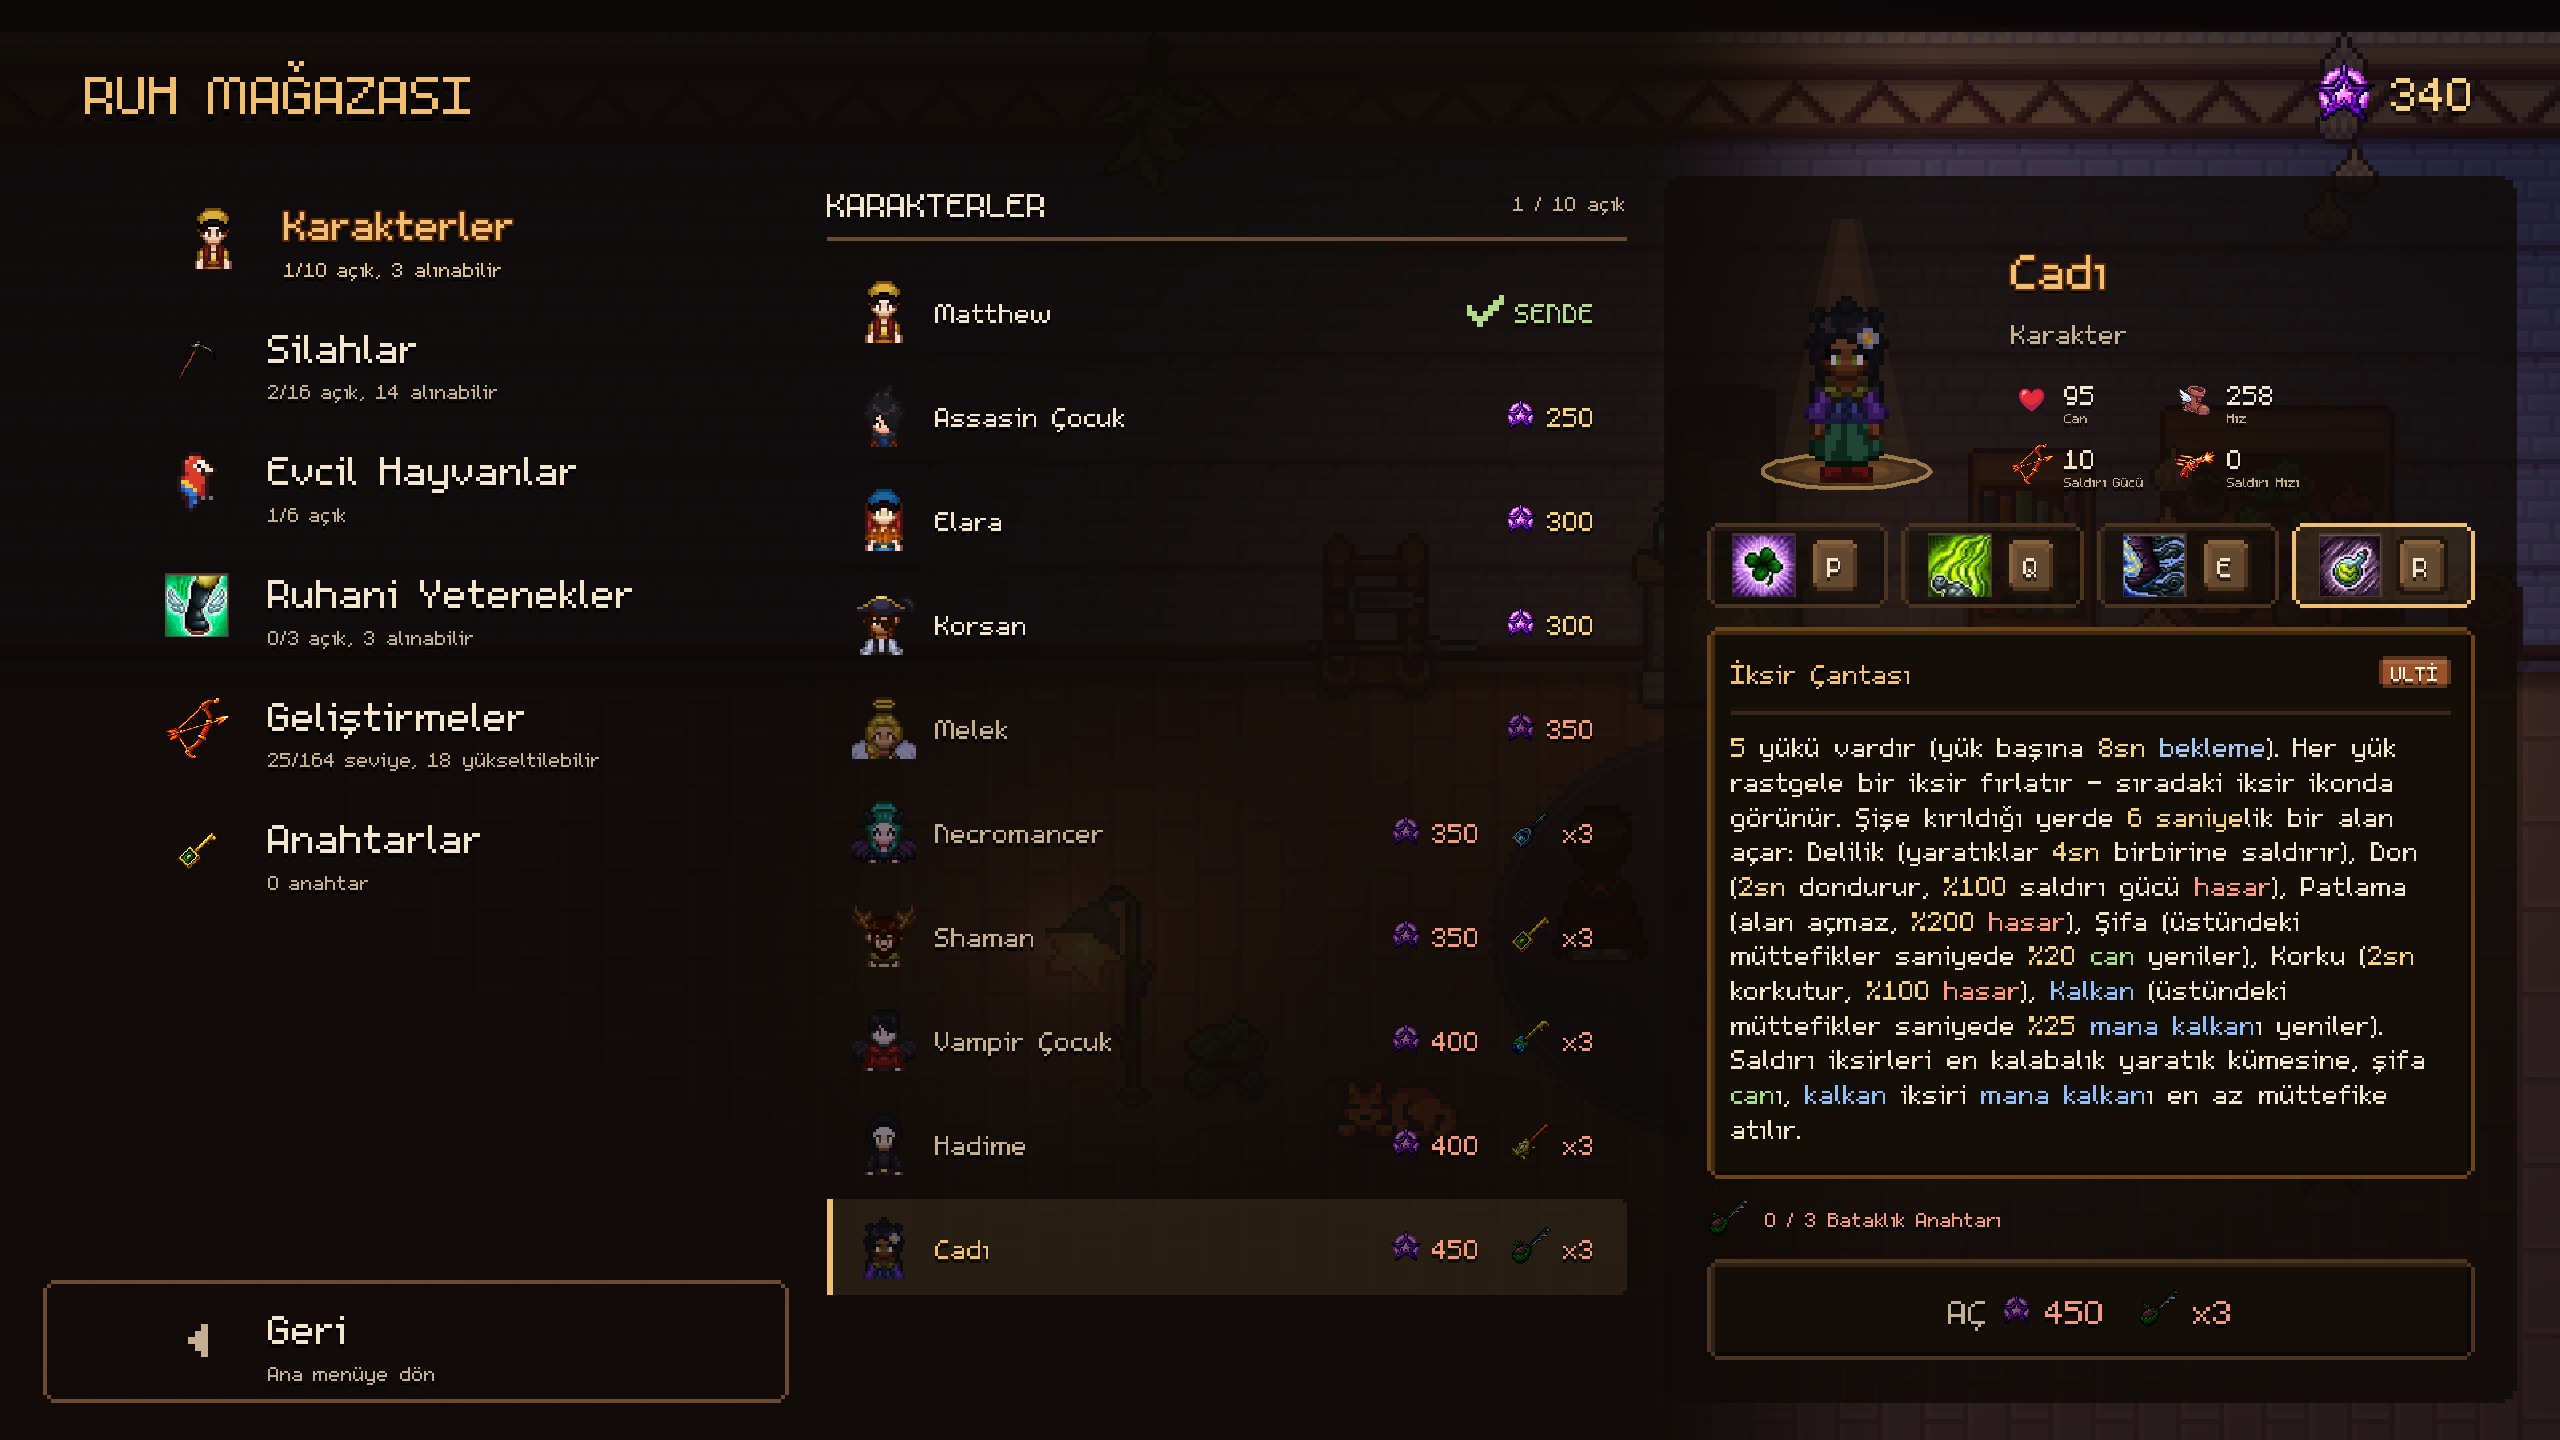 RUH MAĞAZASI
340
Karakterler
1/10 açık, 3 alınabilir
Silahlar
2/16 açık, 14 alınabilir
Evcil Hayvanlar
1/6 açık
Ruhani Yetenekler
0/3 açık, 3 alınabilir
Geliştirmeler
25/164 seviye, 18 yükseltilebilir
Anahtarlar
0 anahtar
Geri
Ana menüye dön
KARAKTERLER
1 / 10 açık
Matthew SENDE
Assasin Çocuk 250
Elara 300
Korsan 300
Melek 350
Necromancer 350 x3
Shaman 350 x3
Vampir Çocuk 400 x3
Hadime 400 x3
Cadı 450 x3
Cadı
Karakter
95 258
Can Hız
10 0
Saldırı Gücü Saldırı Hızı
P Q E R
İksir Çantası ULTİ
5 yükü vardır (yük başına 8sn bekleme). Her yük
rastgele bir iksir fırlatır – sıradaki iksir ikonda
görünür. Şişe kırıldığı yerde 6 saniyelik bir alan
açar: Delilik (yaratıklar 4sn birbirine saldırır), Don
(2sn dondurur, %100 saldırı gücü hasar), Patlama
(alan açmaz, %200 hasar), Şifa (üstündeki
müttefikler saniyede %20 can yeniler), Korku (2sn
korkutur, %100 hasar), Kalkan (üstündeki
müttefikler saniyede %25 mana kalkanı yeniler).
Saldırı iksirleri en kalabalık yaratık kümesine, şifa
canı, kalkan iksiri mana kalkanı en az müttefike
atılır.
0 / 3 Bataklık Anahtarı
AÇ 450 x3